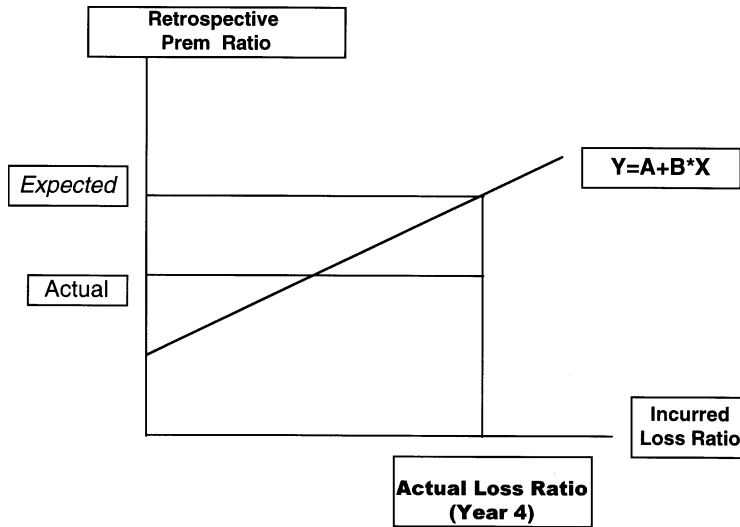 Retrospective
Prem Ratio
Expected
Y=A+B*X
Actual
Incurred
Loss Ratio
Actual Loss Ratio
(Year 4)